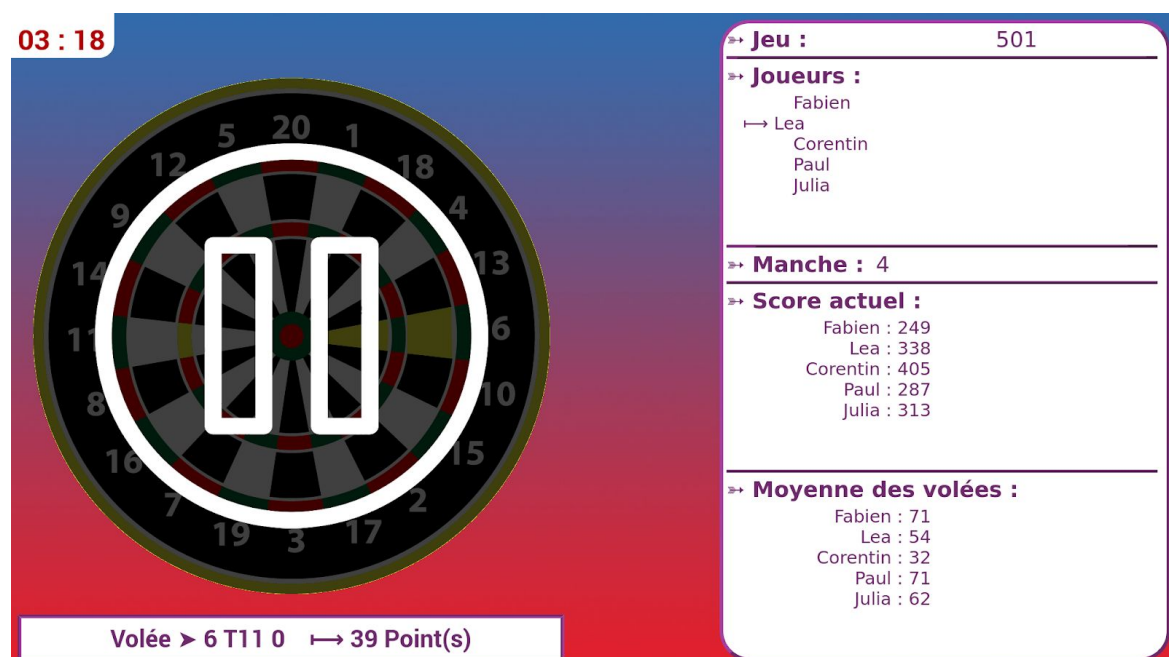 03 : 18
5 20 1
12 18
9 4
14 13
11 6
8 10
16 15
7 2
19 3 17
Volée ➤ 6 T11 0 ⟼ 39 Point(s)
➳ Jeu : 501
➳ Joueurs :
Fabien
⟼ Lea
Corentin
Paul
Julia
➳ Manche : 4
➳ Score actuel :
Fabien : 249
Lea : 338
Corentin : 405
Paul : 287
Julia : 313
➳ Moyenne des volées :
Fabien : 71
Lea : 54
Corentin : 32
Paul : 71
Julia : 62